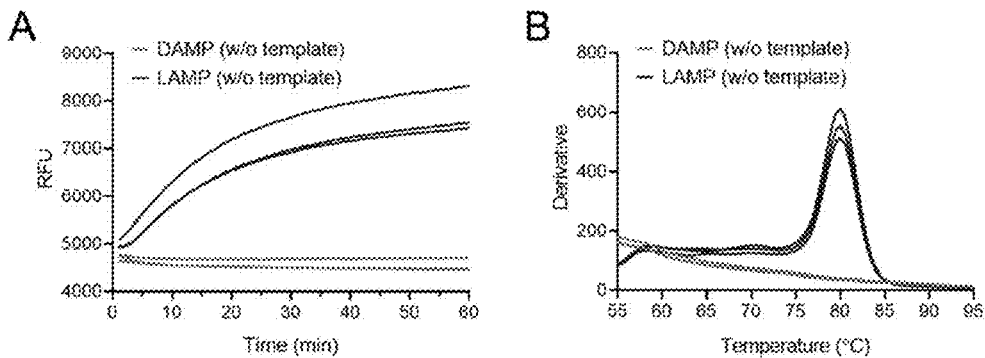 A
DAMP (w/o template)
LAMP (w/o template)
RFU
9000
8000
7000
6000
5000
4000
0 10 20 30 40 50 60
Time (min)
B
DAMP (w/o template)
LAMP (w/o template)
Derivative
800
600
400
200
0
55 60 65 70 75 80 85 90 95
Temperature (°C)